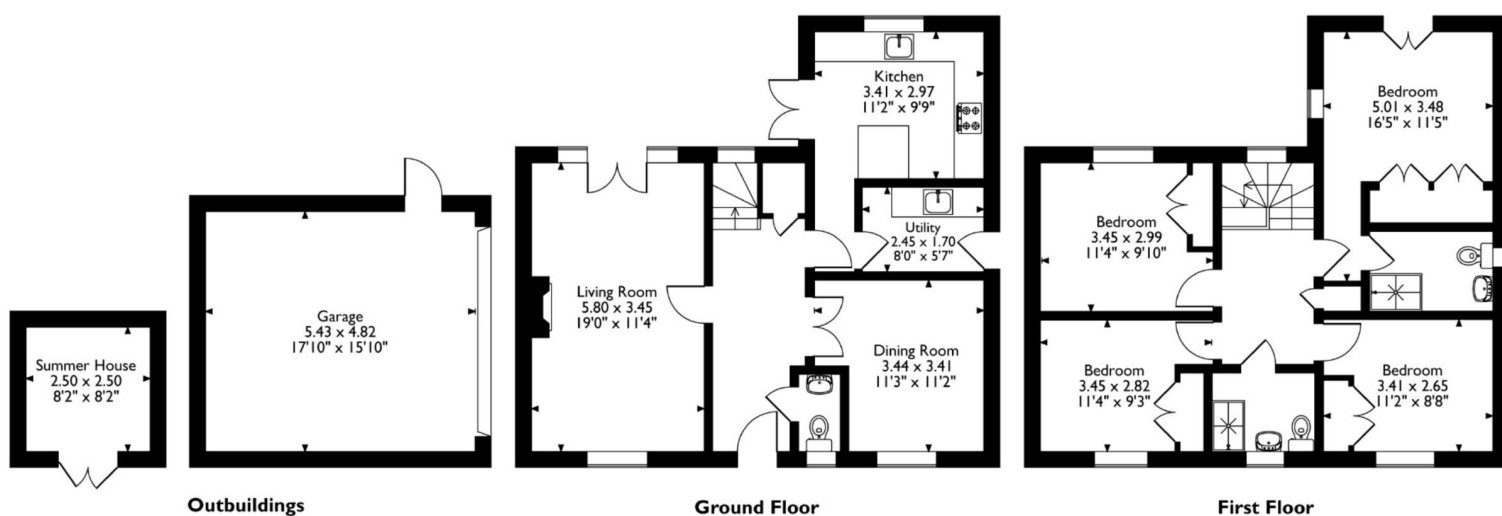 Summer House
2.50 x 2.50
8'2" x 8'2"
Garage
5.43 x 4.82
17'10" x 15'10"
Outbuildings
Living Room
5.80 x 3.45
19'0" x 11'4"
Kitchen
3.41 x 2.97
11'2" x 9'9"
Utility
2.45 x 1.70
8'0" x 5'7"
Dining Room
3.44 x 3.41
11'3" x 11'2"
Ground Floor
Bedroom
5.01 x 3.48
16'5" x 11'5"
Bedroom
3.45 x 2.99
11'4" x 9'10"
Bedroom
3.45 x 2.82
11'4" x 9'3"
Bedroom
3.41 x 2.65
11'2" x 8'8"
First Floor